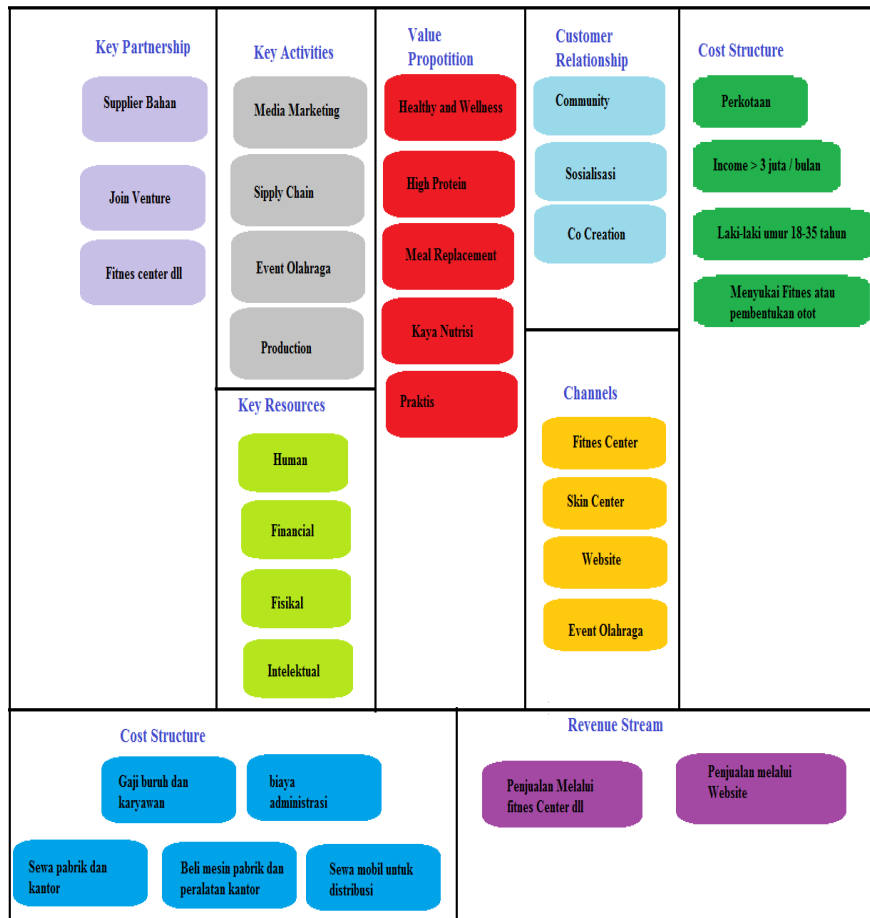 Key Partnership
Supplier Bahan
Join Venture
Fitnes center dll
Key Activities
Media Marketing
Sipply Chain
Event Olahraga
Production
Key Resources
Human
Financial
Fisikal
Intelektual
Value
Propotition
Healthy and Wellness
High Protein
Meal Replacement
Kaya Nutrisi
Praktis
Customer
Relationship
Community
Sosialisasi
Co Creation
Channels
Fitnes Center
Skin Center
Website
Event Olahraga
Cost Structure
Perkotaan
Income > 3 juta / bulan
Laki-laki umur 18-35 tahun
Menyukai Fitnes atau
pembentukan otot
Cost Structure
Gaji buruh dan
karyawan
biaya
administrasi
Sewa pabrik dan
kantor
Beli mesin pabrik dan
peralatan kantor
Sewa mobil untuk
distribusi
Revenue Stream
Penjualan Melalui
fitnes Center dll
Penjualan melalui
Website